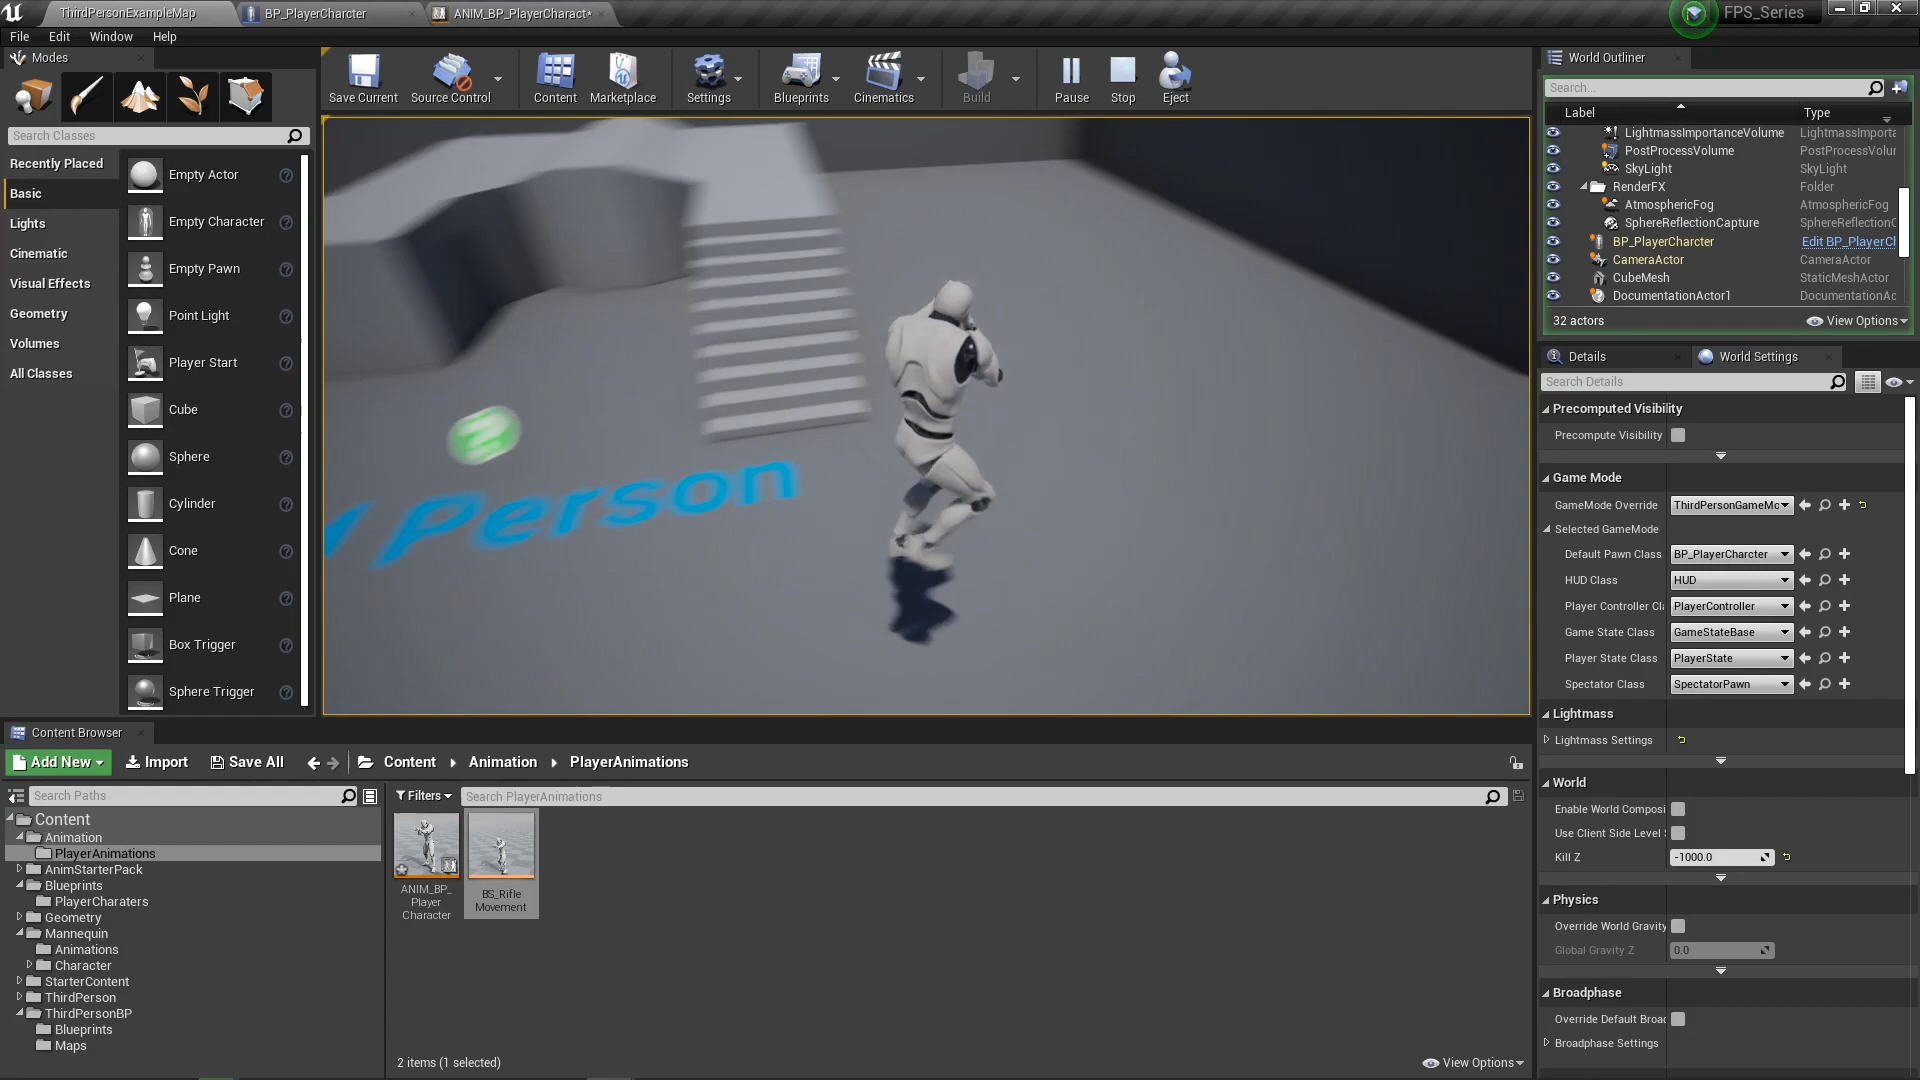 ThirdPersonExampleMap
BP_PlayerCharcter
ANIM_BP_PlayerCharact*
FPS_Series
File
Edit
Window
Help
Modes
Save Current
Source Control
Content
Marketplace
Settings
Blueprints
Cinematics
Build
Pause
Stop
Eject
World Outliner
Search...
Label
Type
Search Classes
Recently Placed
Basic
Lights
Cinematic
Visual Effects
Geometry
Volumes
All Classes
Empty Actor
Empty Character
Empty Pawn
Point Light
Player Start
Cube
Sphere
Cylinder
Cone
Plane
Box Trigger
Sphere Trigger
Person
LightmassImportanceVolume LightmassImporta
PostProcessVolume PostProcessVolur
SkyLight SkyLight
RenderFX Folder
AtmosphericFog AtmosphericFog
SphereReflectionCapture SphereReflectionC
BP_PlayerCharcter Edit BP_PlayerCl
CameraActor CameraActor
CubeMesh StaticMeshActor
DocumentationActor1 DocumentationAc
32 actors
View Options
Details
World Settings
Search Details
Precomputed Visibility
Precompute Visibility
Game Mode
GameMode Override ThirdPersonGameMo
Selected GameMode
Default Pawn Class BP_PlayerCharcter
HUD Class HUD
Player Controller Cl PlayerController
Game State Class GameStateBase
Player State Class PlayerState
Spectator Class SpectatorPawn
Lightmass
Lightmass Settings
World
Enable World Composi
Use Client Side Level S
Kill Z -1000.0
Physics
Override World Gravity
Global Gravity Z 0.0
Broadphase
Override Default Broad
Broadphase Settings
Content Browser
Add New
Import
Save All
Content
Animation
PlayerAnimations
Search Paths
Filters
Search PlayerAnimations
Content
Animation
PlayerAnimations
AnimStarterPack
Blueprints
PlayerCharaters
Geometry
Mannequin
Animations
Character
StarterContent
ThirdPerson
ThirdPersonBP
Blueprints
Maps
ANIM_BP_
Player
Character
BS_Rifle
Movement
2 items (1 selected)
View Options